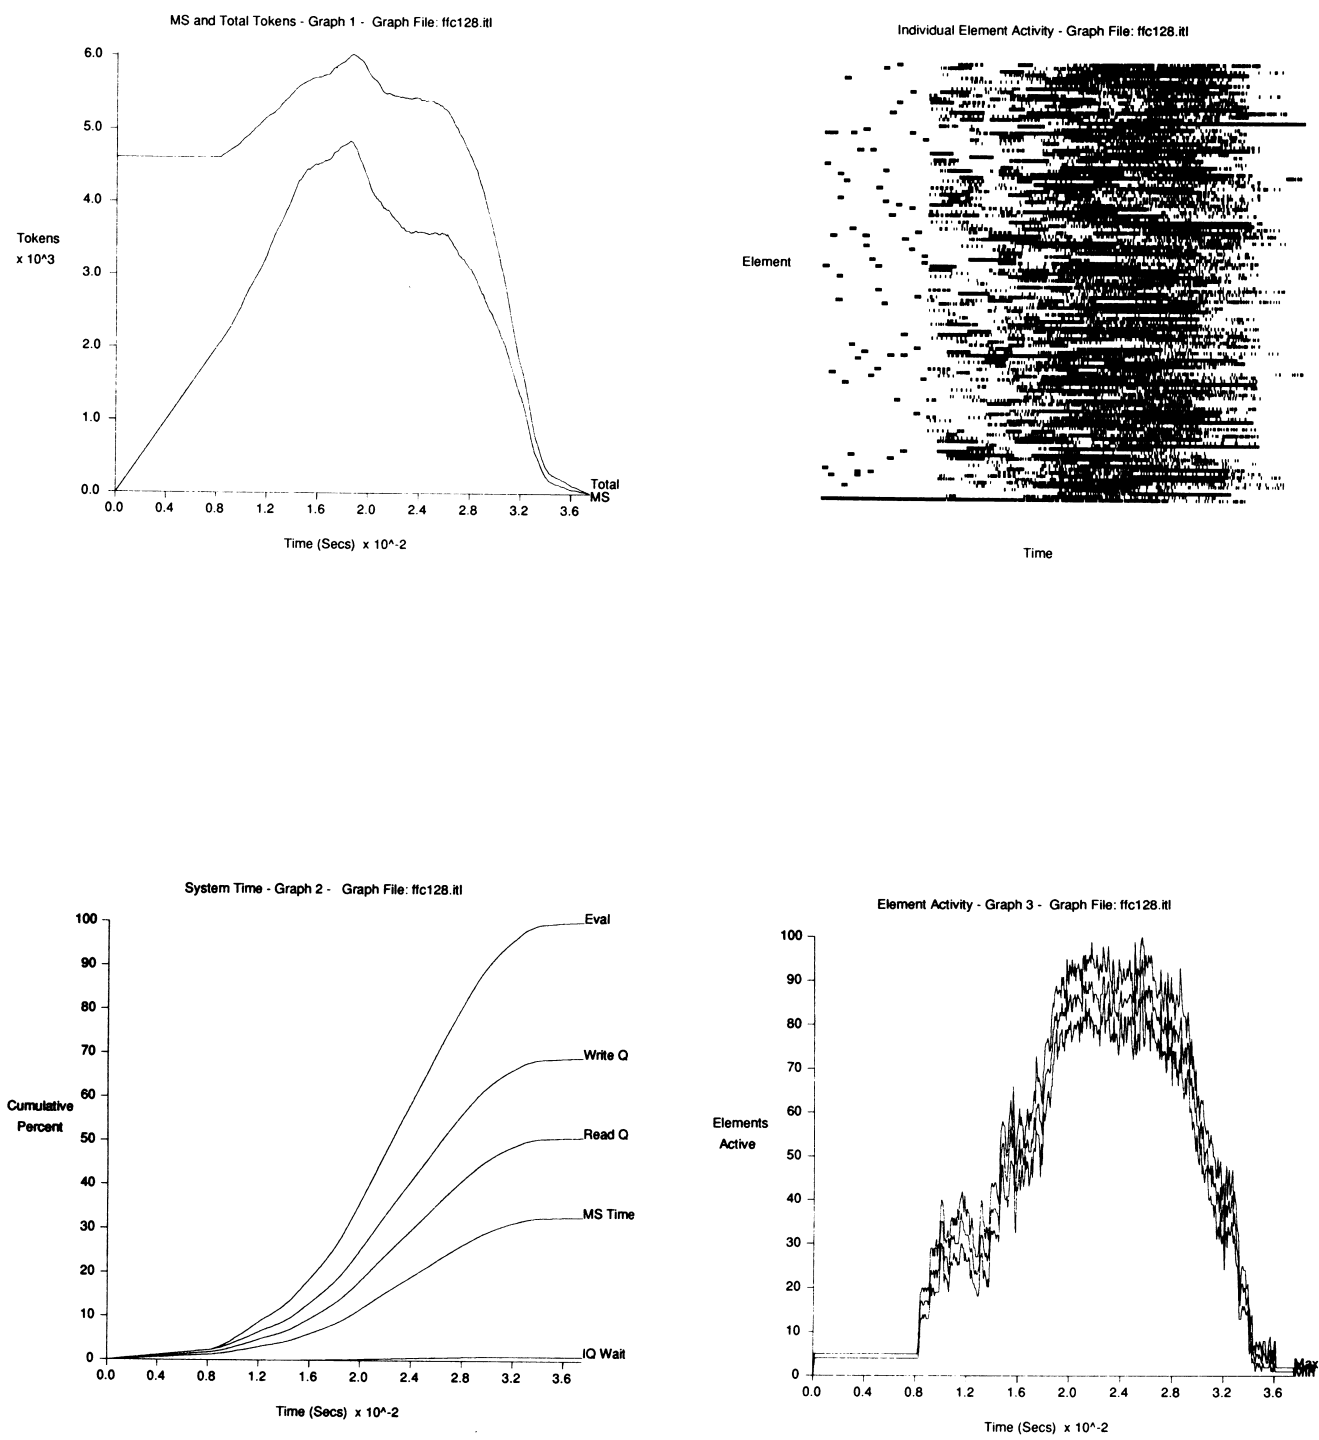 MS and Total Tokens - Graph 1 - Graph File: ffc128.itl
6.0
5.0
4.0
Tokens
x 10^3
3.0
2.0
1.0
0.0
Total
MS
0.0 0.4 0.8 1.2 1.6 2.0 2.4 2.8 3.2 3.6
Time (Secs) x 10^-2
Individual Element Activity - Graph File: ffc128.itl
Element
Time
System Time - Graph 2 - Graph File: ffc128.itl
100
90
80
70
60
Cumulative
Percent
50
40
30
20
10
0
Eval
Write Q
Read Q
MS Time
IQ Wait
0.0 0.4 0.8 1.2 1.6 2.0 2.4 2.8 3.2 3.6
Time (Secs) x 10^-2
Element Activity - Graph 3 - Graph File: ffc128.itl
100
90
80
70
60
Elements
Active
50
40
30
20
10
0
Max
0.0 0.4 0.8 1.2 1.6 2.0 2.4 2.8 3.2 3.6
Time (Secs) x 10^-2